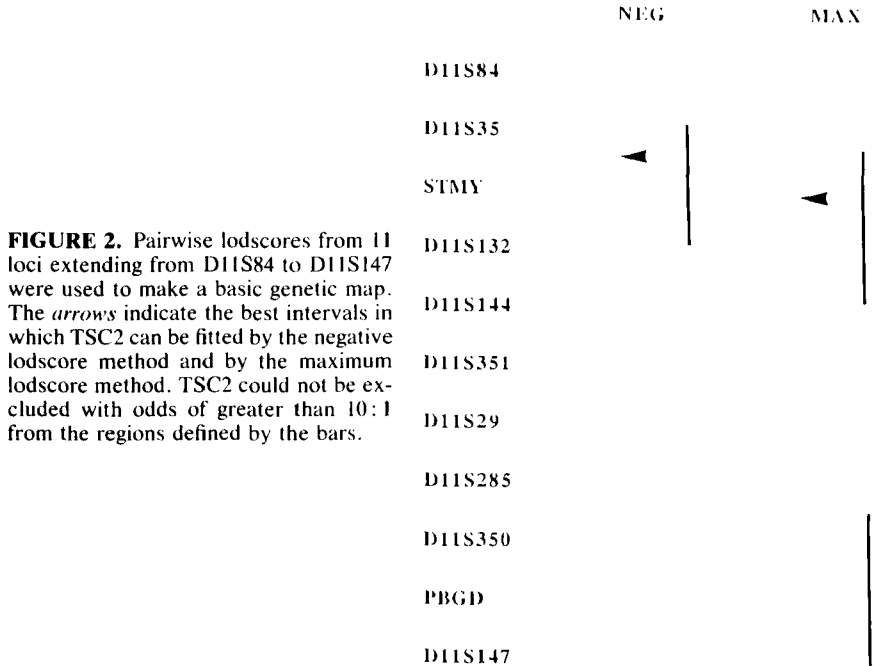 NEG MAX
D11S84
D11S35
STMY
D11S132
D11S144
D11S351
D11S29
D11S285
D11S350
PBGD
D11S147
FIGURE 2. Pairwise lodscores from 11
loci extending from D11S84 to D11S147
were used to make a basic genetic map.
The arrows indicate the best intervals in
which TSC2 can be fitted by the negative
lodscore method and by the maximum
lodscore method. TSC2 could not be ex-
cluded with odds of greater than 10:1
from the regions defined by the bars.